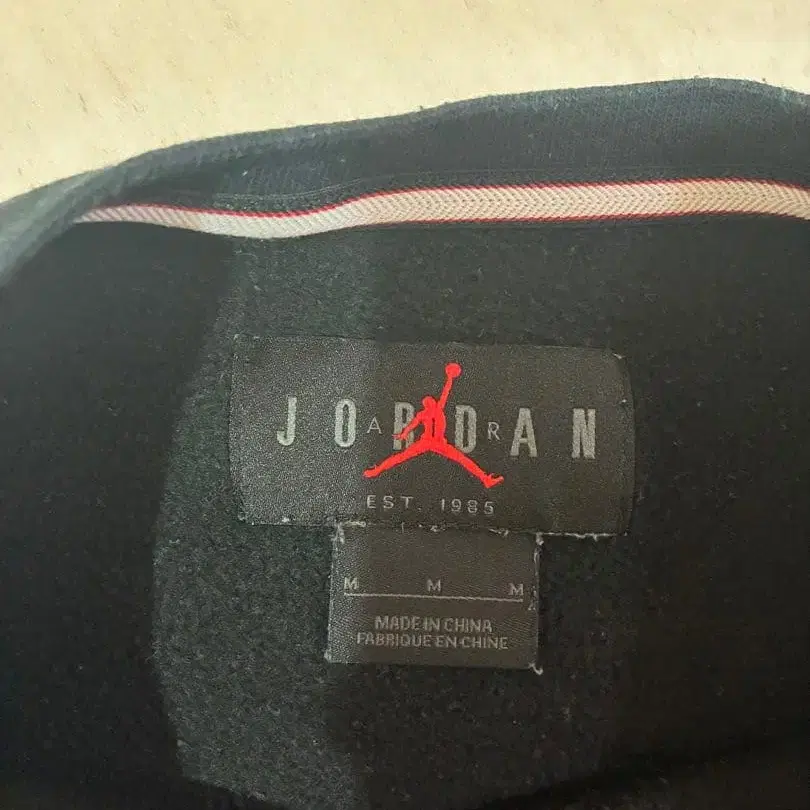 JORDAN
AIR
EST. 1985
M M M
MADE IN CHINA
FABRIQUE EN CHINE